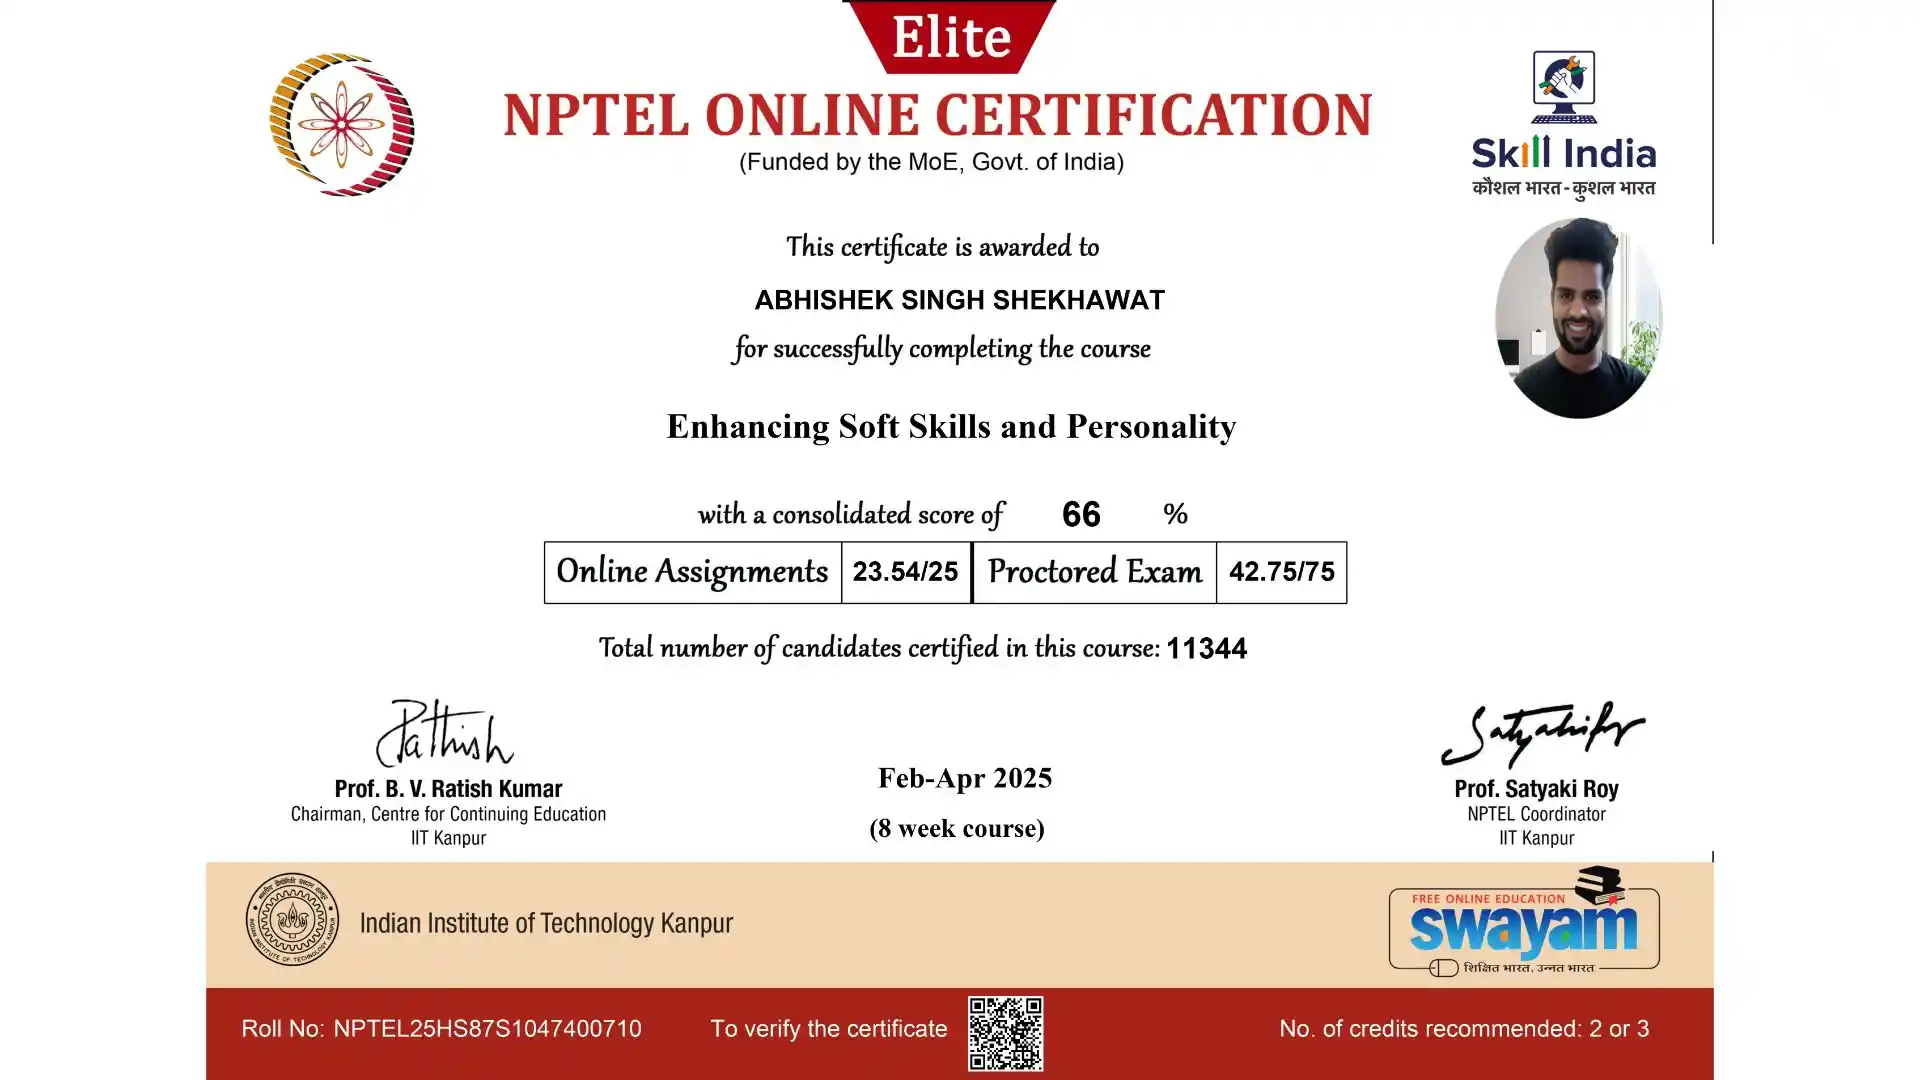 Elite
NPTEL ONLINE CERTIFICATION
(Funded by the MoE, Govt. of India)
Skill India
कौशल भारत - कुशल भारत
This certificate is awarded to
ABHISHEK SINGH SHEKHAWAT
for successfully completing the course
Enhancing Soft Skills and Personality
with a consolidated score of 66 %
Online Assignments 23.54/25 Proctored Exam 42.75/75
Total number of candidates certified in this course: 11344
Prof. B. V. Ratish Kumar
Chairman, Centre for Continuing Education
IIT Kanpur
Feb-Apr 2025
(8 week course)
Prof. Satyaki Roy
NPTEL Coordinator
IIT Kanpur
Indian Institute of Technology Kanpur
FREE ONLINE EDUCATION
swayam
शिक्षित भारत, उन्नत भारत
Roll No: NPTEL25HS87S1047400710
To verify the certificate
No. of credits recommended: 2 or 3